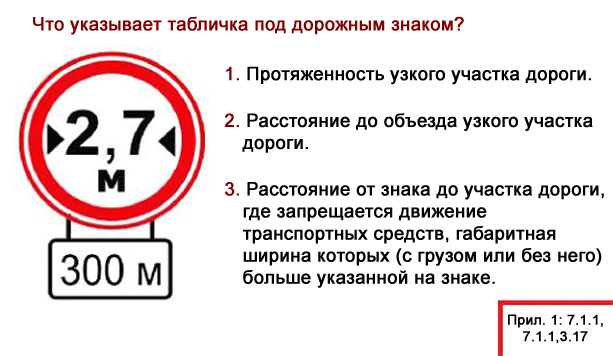 Что указывает табличка под дорожным знаком?
2,7
м
300 м
1. Протяженность узкого участка дороги.
2. Расстояние до объезда узкого участка
дороги.
3. Расстояние от знака до участка дороги,
где запрещается движение
транспортных средств, габаритная
ширина которых (с грузом или без него)
больше указанной на знаке.
Прил. 1: 7.1.1,
7.1.1,3.17